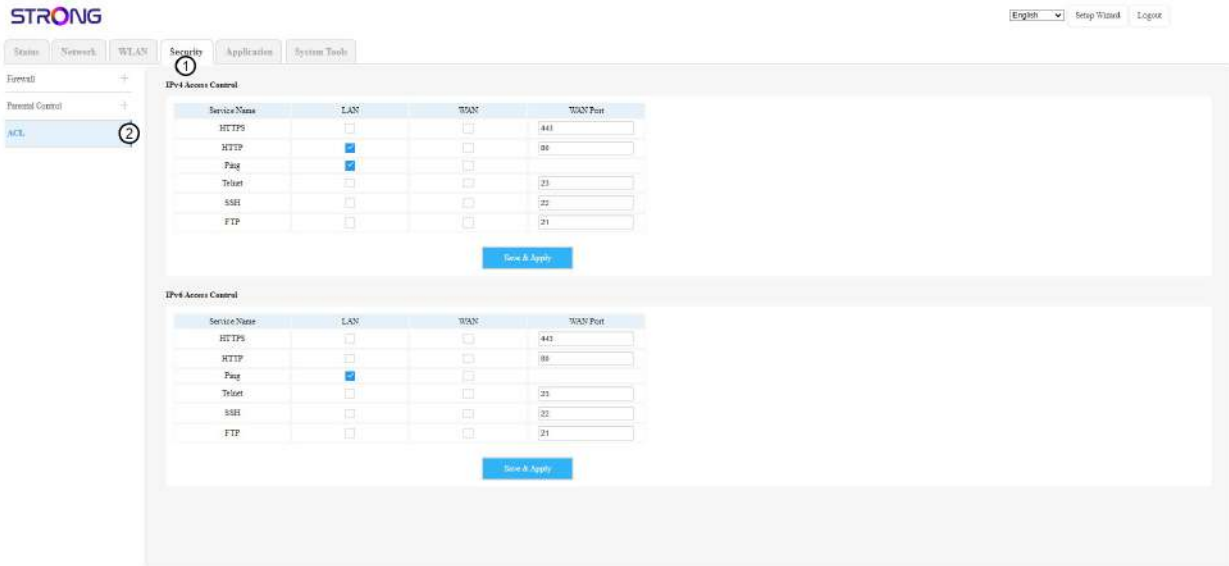 STRONG
English Setup Wizard Logout
Status Network WLAN Security Application System Tools
1
Firewall +
IPv4 Access Control
Parental Control +
Service Name LAN WAN WAN Port
ACL 2
HTTPS 443
HTTP 80
Ping
Telnet 23
SSH 22
FTP 21
Save & Apply
IPv6 Access Control
Service Name LAN WAN WAN Port
HTTPS 443
HTTP 80
Ping
Telnet 23
SSH 22
FTP 21
Save & Apply